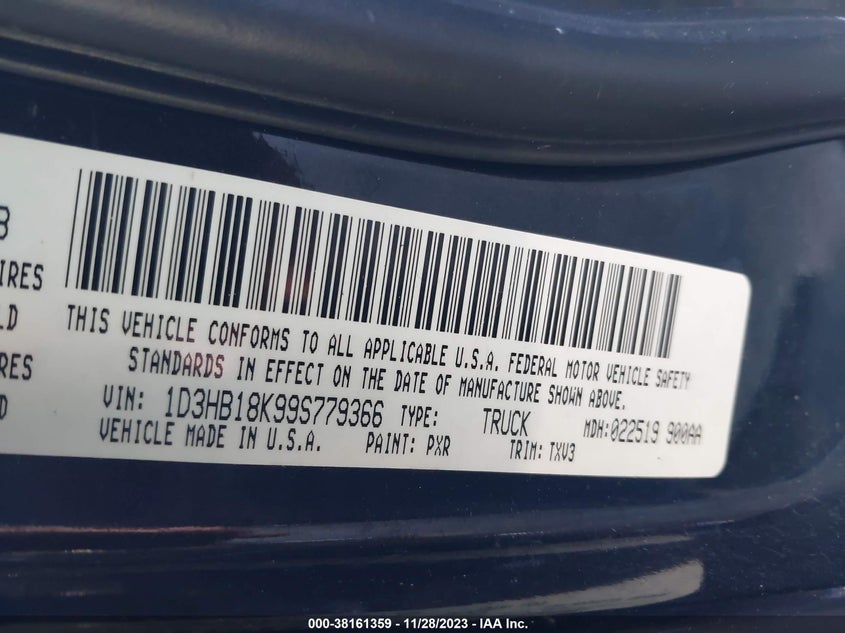 8
IRES
LD
RES
D
THIS VEHICLE CONFORMS TO ALL APPLICABLE U.S.A. FEDERAL MOTOR VEHICLE SAFETY
STANDARDS IN EFFECT ON THE DATE OF MANUFACTURE SHOWN ABOVE.
VIN: 1D3HB18K99S779366 TYPE: TRUCK MDH:022519 900AA
VEHICLE MADE IN U.S.A. PAINT: PXR TRIM: TXV3
000-38161359 - 11/28/2023 - IAA Inc.